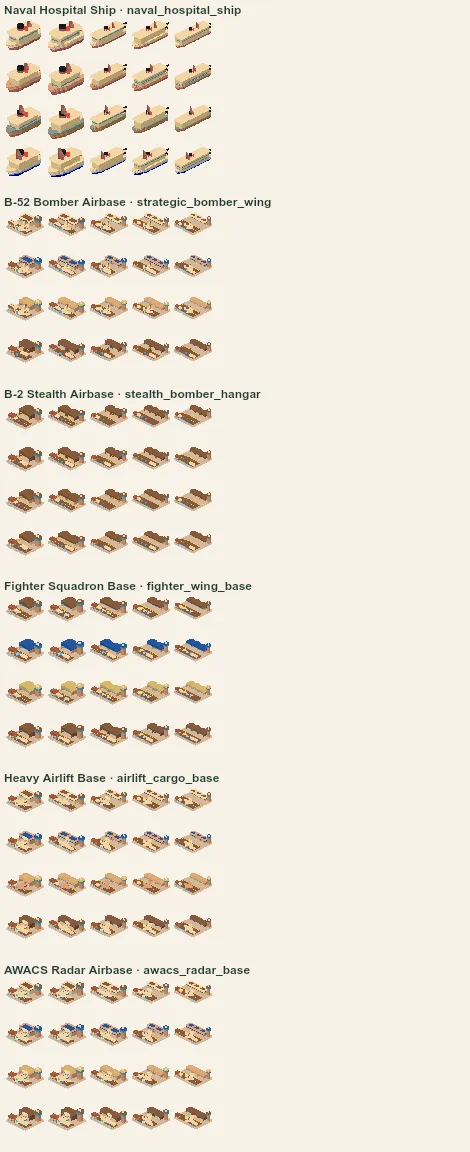 Naval Hospital Ship · naval_hospital_ship
B-52 Bomber Airbase · strategic_bomber_wing
B-2 Stealth Airbase · stealth_bomber_hangar
Fighter Squadron Base · fighter_wing_base
Heavy Airlift Base · airlift_cargo_base
AWACS Radar Airbase · awacs_radar_base